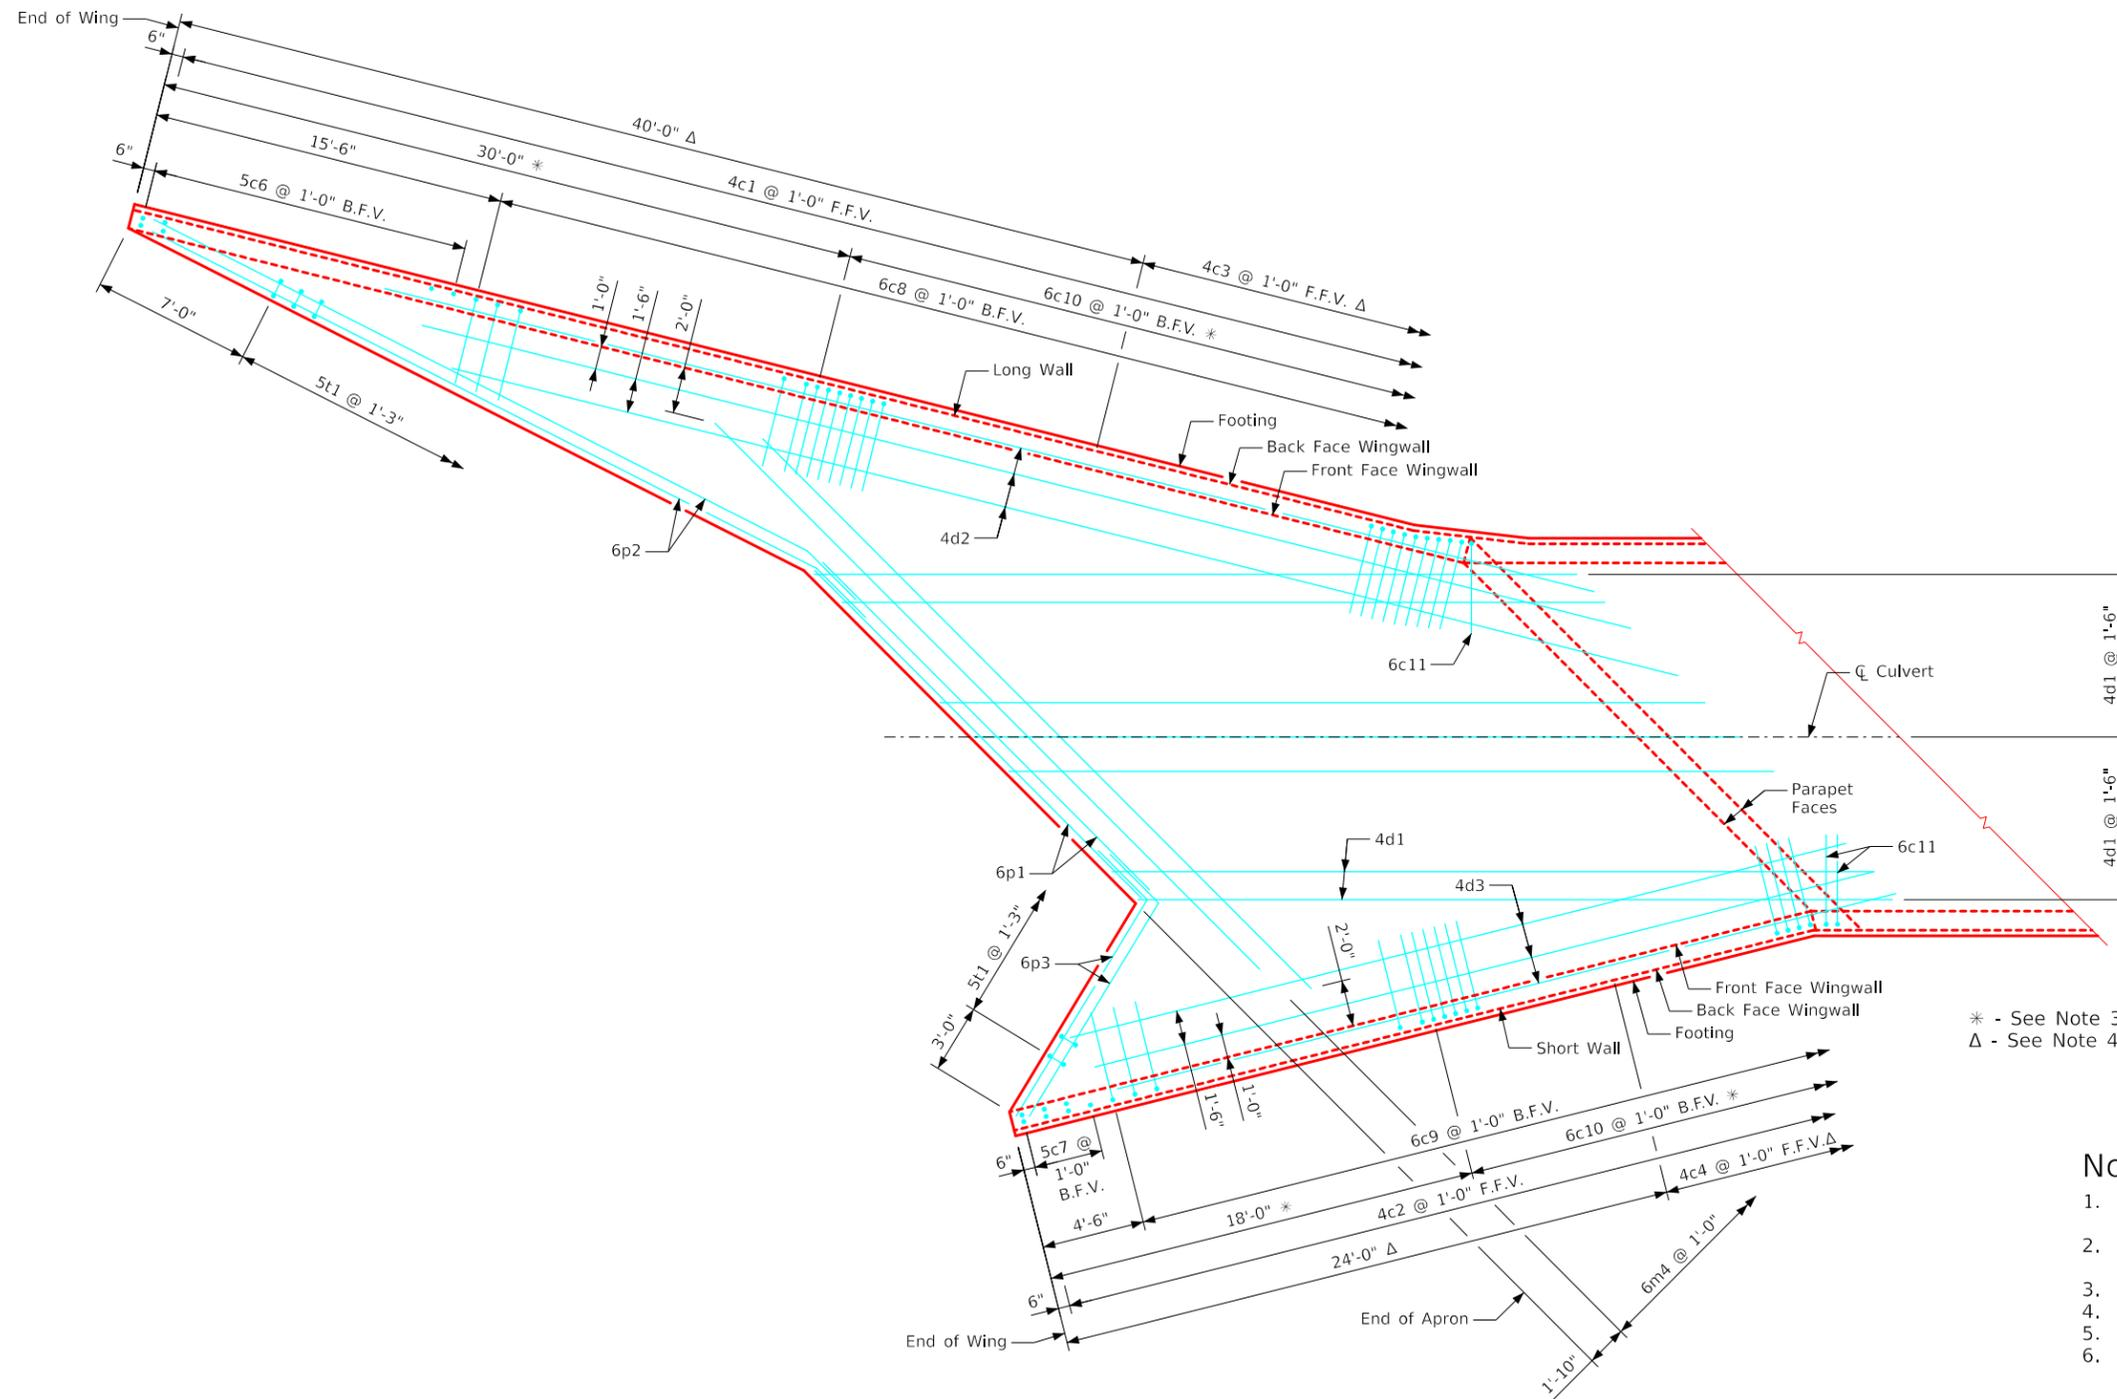 End of Wing
6"
40'-0" Δ
15'-6"
30'-0" ✳
4c1 @ 1'-0" F.F.V.
4c3 @ 1'-0" F.F.V. Δ
6"
5c6 @ 1'-0" B.F.V.
6c8 @ 1'-0" B.F.V.
6c10 @ 1'-0" B.F.V. ✳
1'-0"
1'-6"
2'-0"
7'-0"
5t1 @ 1'-3"
Long Wall
Footing
Back Face Wingwall
Front Face Wingwall
6p2
4d2
6c11
4d1 @ 1'-6"
℄ Culvert
Parapet
Faces
4d1 @ 1'-6"
6p1
4d1
6c11
4d3
5t1 @ 1'-3"
6p3
2'-0"
3'-0"
Front Face Wingwall
Back Face Wingwall
Footing
Short Wall
✳ - See Note 3
Δ - See Note 4
1'-6"
1'-0"
6"
5c7 @
1'-0"
B.F.V.
6c9 @ 1'-0" B.F.V.
6c10 @ 1'-0" B.F.V. ✳
4'-6"
18'-0" ✳
4c2 @ 1'-0" F.F.V.
4c4 @ 1'-0" F.F.V.Δ
24'-0" Δ
6"
End of Wing
End of Apron
6m4 @ 1'-0"
1'-10"
No
1.
2.
3.
4.
5.
6.